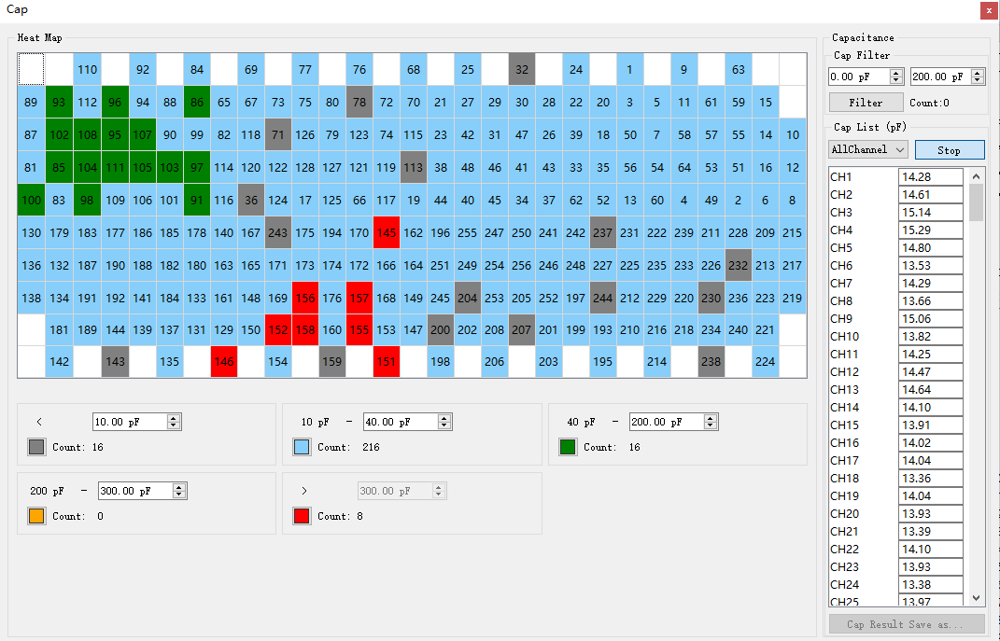 Cap
x
Heat Map
110 92 84 69 77 76 68 25 32 24 1 9 63
89 93 112 96 94 88 86 65 67 73 75 80 78 72 70 21 27 29 30 28 22 20 3 5 11 61 59 15
87 102 108 95 107 90 99 82 118 71 126 79 123 74 115 23 42 31 47 26 39 18 50 7 58 57 55 14 10
81 85 104 111 105 103 97 114 120 122 128 127 121 119 113 38 41 43 48 46 33 35 56 54 64 53 51 16 12
100 83 98 109 106 101 91 116 36 124 17 125 66 117 19 44 40 45 34 37 62 52 13 60 4 49 2 6 8
130 179 183 177 186 185 178 140 167 243 175 194 170 145 162 196 255 247 250 241 242 237 231 222 239 211 228 209 215
136 132 187 190 188 182 180 163 165 171 173 174 172 166 164 251 249 254 256 246 248 227 225 235 233 226 232 213 217
138 134 191 192 141 184 133 161 148 169 156 176 157 168 149 245 204 253 205 252 197 244 212 229 220 230 236 223 219
181 189 144 139 137 131 129 150 152 158 160 155 153 147 200 202 208 207 201 199 193 210 216 218 234 240 221
142 143 135 146 154 159 151 198 206 203 195 214 238 224
< 10.00 pF
Count: 16
10 pF - 40.00 pF
Count: 216
40 pF - 200.00 pF
Count: 16
200 pF - 300.00 pF
Count: 0
> 300.00 pF
Count: 8
Capacitance
Cap Filter
0.00 pF 200.00 pF
Filter Count:0
Cap List (pF)
AllChannel Stop
CH1 14.28
CH2 14.61
CH3 15.14
CH4 15.29
CH5 14.80
CH6 13.53
CH7 14.29
CH8 13.66
CH9 15.06
CH10 13.82
CH11 14.25
CH12 14.47
CH13 14.64
CH14 14.10
CH15 13.91
CH16 14.02
CH17 14.04
CH18 13.36
CH19 14.04
CH20 13.93
CH21 13.39
CH22 14.10
CH23 13.93
CH24 13.38
CH25 13.97
Cap Result Save as...